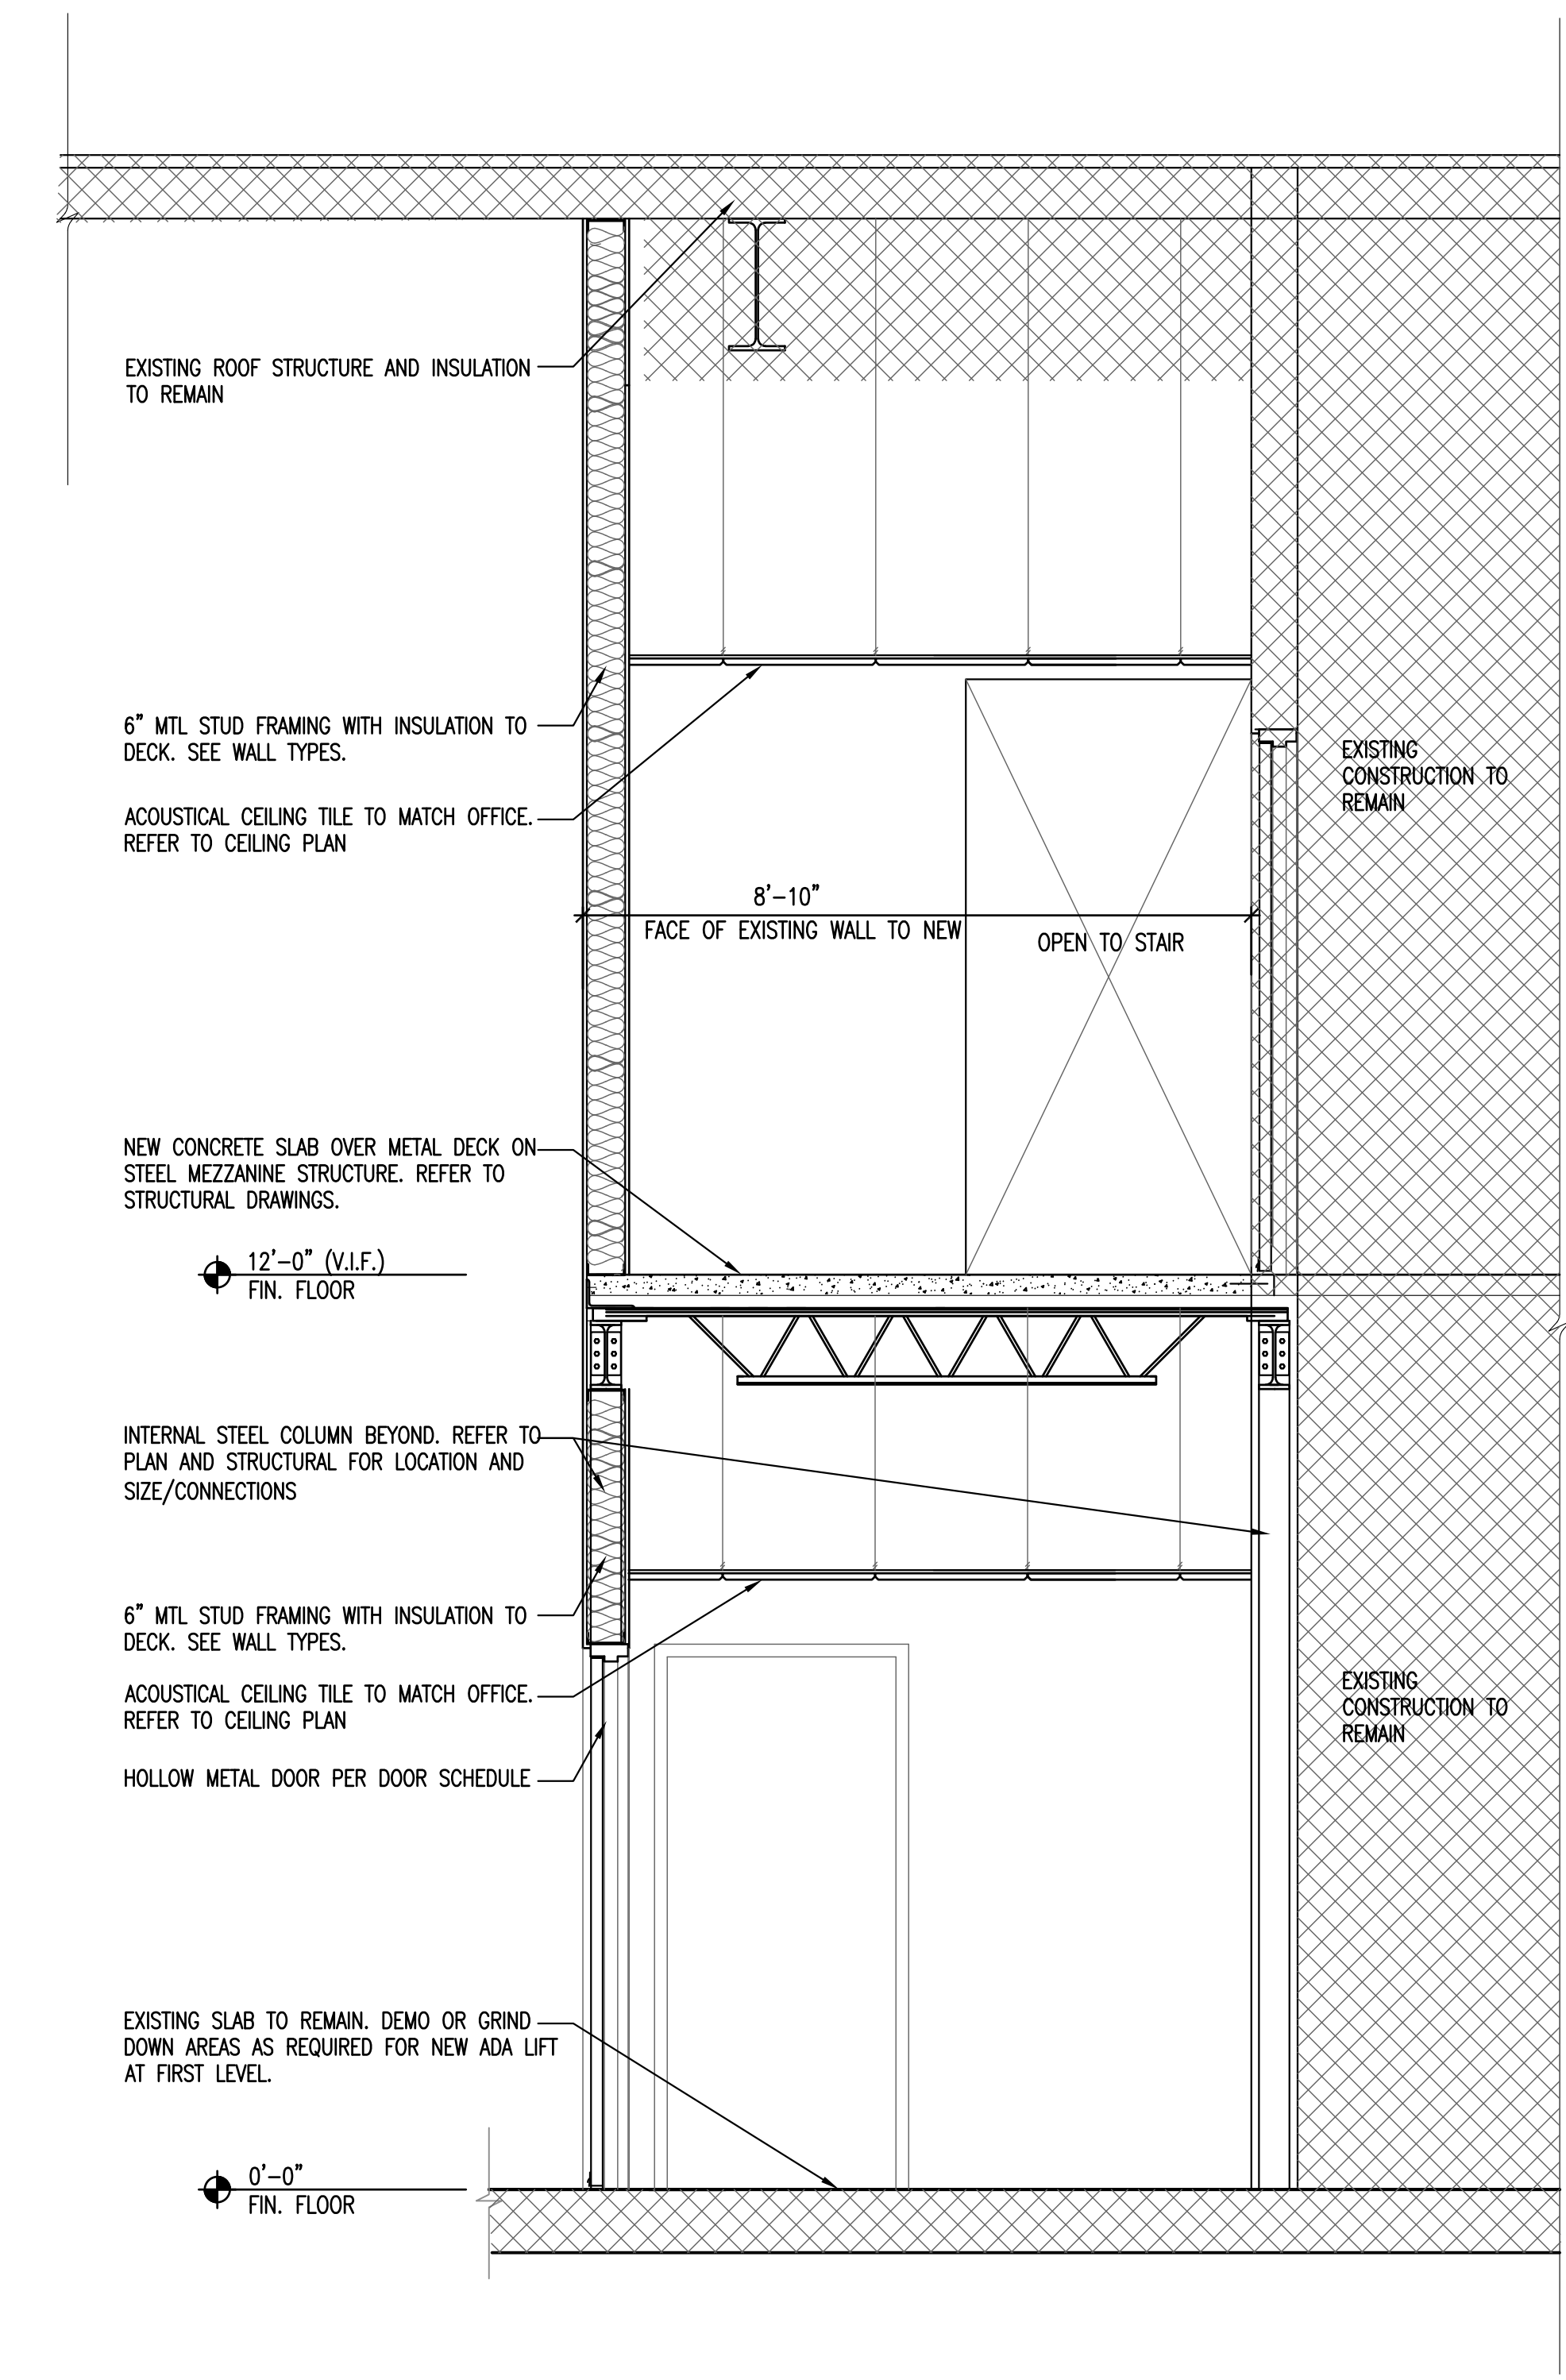 EXISTING ROOF STRUCTURE AND INSULATION
TO REMAIN
6" MTL STUD FRAMING WITH INSULATION TO
DECK. SEE WALL TYPES.
EXISTING
CONSTRUCTION TO
REMAIN
ACOUSTICAL CEILING TILE TO MATCH OFFICE.
REFER TO CEILING PLAN
8'-10"
FACE OF EXISTING WALL TO NEW
OPEN TO STAIR
NEW CONCRETE SLAB OVER METAL DECK ON
STEEL MEZZANINE STRUCTURE. REFER TO
STRUCTURAL DRAWINGS.
12'-0" (V.I.F.)
FIN. FLOOR
INTERNAL STEEL COLUMN BEYOND. REFER TO
PLAN AND STRUCTURAL FOR LOCATION AND
SIZE/CONNECTIONS
6" MTL STUD FRAMING WITH INSULATION TO
DECK. SEE WALL TYPES.
ACOUSTICAL CEILING TILE TO MATCH OFFICE.
REFER TO CEILING PLAN
EXISTING
CONSTRUCTION TO
REMAIN
HOLLOW METAL DOOR PER DOOR SCHEDULE
EXISTING SLAB TO REMAIN. DEMO OR GRIND
DOWN AREAS AS REQUIRED FOR NEW ADA LIFT
AT FIRST LEVEL.
0'-0"
FIN. FLOOR